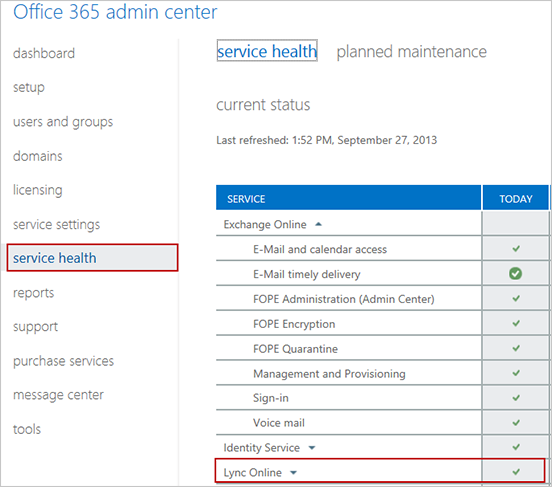 Office 365 admin center
dashboard
setup
users and groups
domains
licensing
service settings
service health
reports
support
purchase services
message center
tools
service health planned maintenance
current status
Last refreshed: 1:52 PM, September 27, 2013
SERVICE TODAY
Exchange Online
E-Mail and calendar access
E-Mail timely delivery
FOPE Administration (Admin Center)
FOPE Encryption
FOPE Quarantine
Management and Provisioning
Sign-in
Voice mail
Identity Service
Lync Online